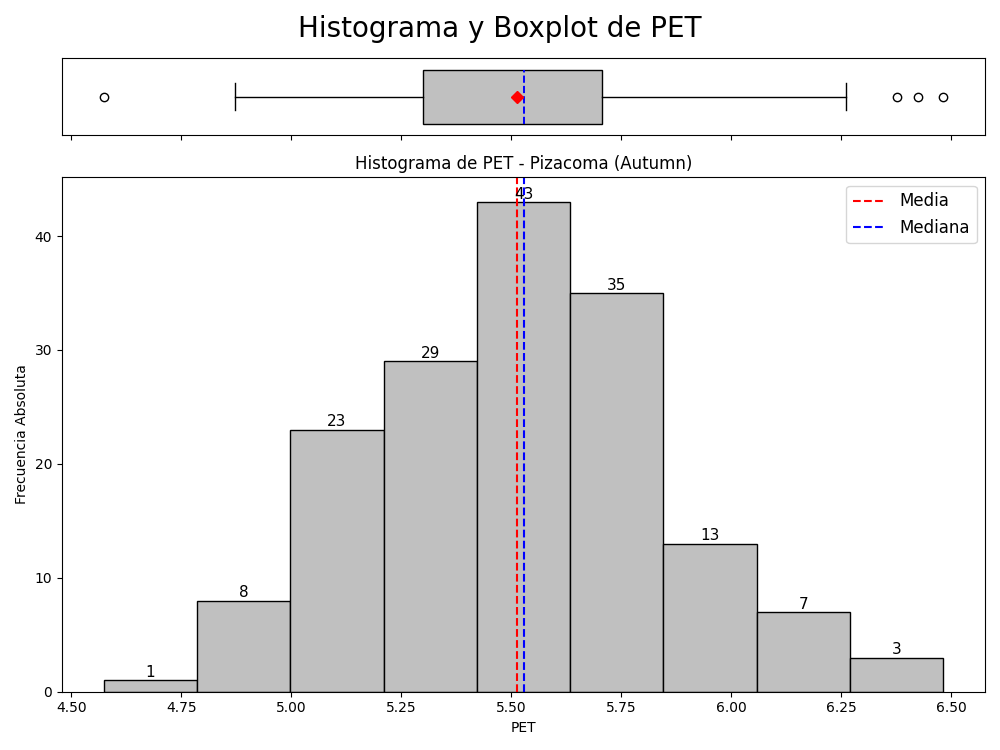 Histograma y Boxplot de PET
Histograma de PET - Pizacoma (Autumn)
Media
Mediana
Frecuencia Absoluta
40
30
20
10
0
1
8
23
29
43
35
13
7
3
4.50 4.75 5.00 5.25 5.50 5.75 6.00 6.25 6.50
PET